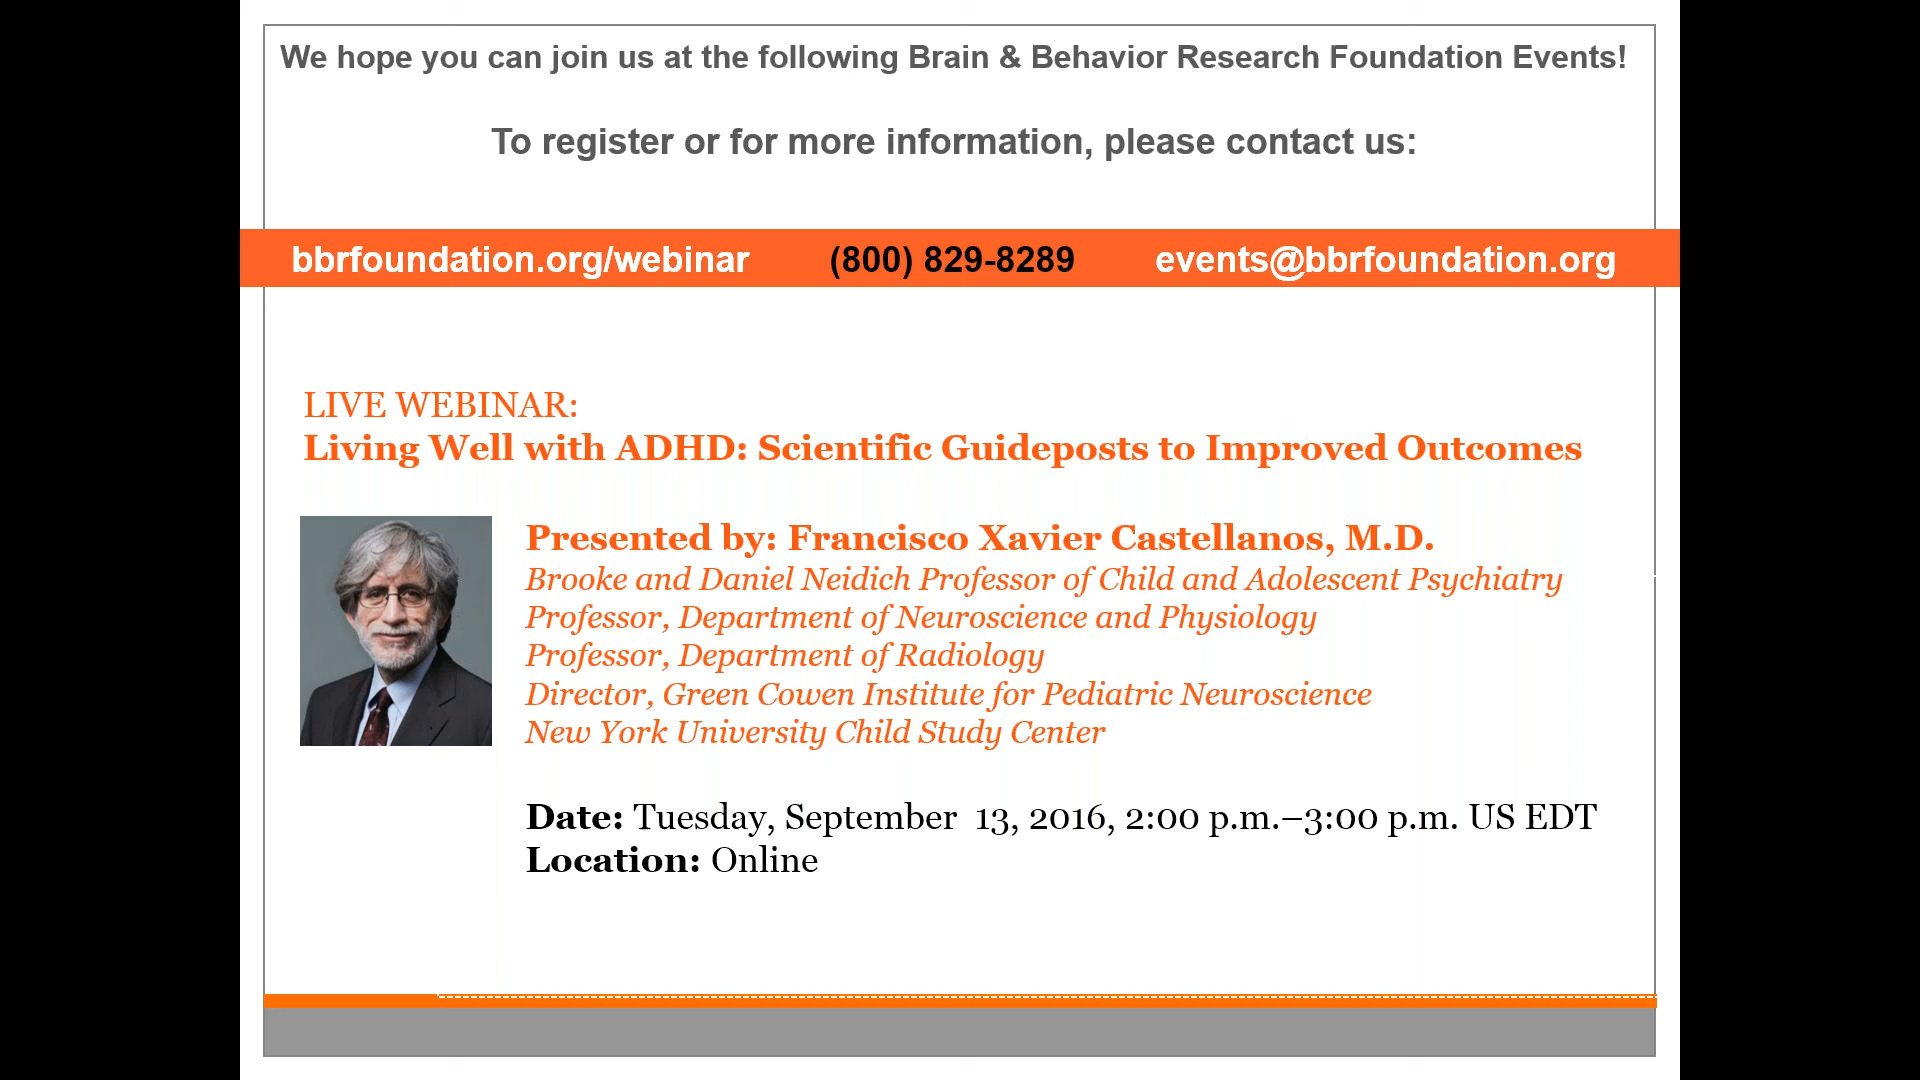 We hope you can join us at the following Brain & Behavior Research Foundation Events!
To register or for more information, please contact us:
bbrfoundation.org/webinar (800) 829-8289 events@bbrfoundation.org
LIVE WEBINAR:
Living Well with ADHD: Scientific Guideposts to Improved Outcomes
Presented by: Francisco Xavier Castellanos, M.D.
Brooke and Daniel Neidich Professor of Child and Adolescent Psychiatry
Professor, Department of Neuroscience and Physiology
Professor, Department of Radiology
Director, Green Cowen Institute for Pediatric Neuroscience
New York University Child Study Center
Date: Tuesday, September 13, 2016, 2:00 p.m.–3:00 p.m. US EDT
Location: Online